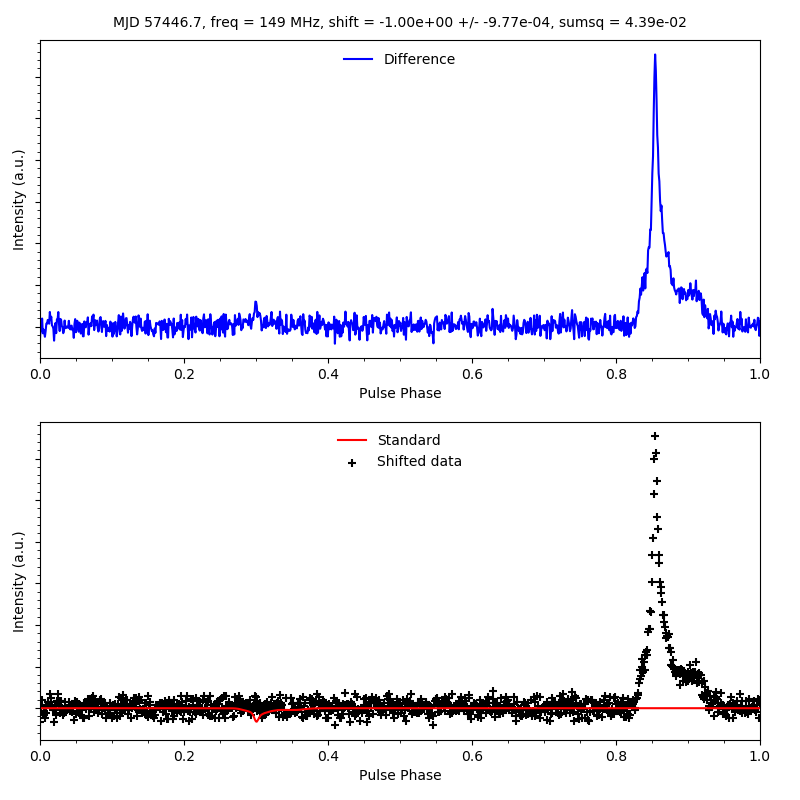 MJD 57446.7, freq = 149 MHz, shift = -1.00e+00 +/- -9.77e-04, sumsq = 4.39e-02
Difference
Intensity (a.u.)
0.0 0.2 0.4 0.6 0.8 1.0
Pulse Phase
Standard
Shifted data
Intensity (a.u.)
0.0 0.2 0.4 0.6 0.8 1.0
Pulse Phase